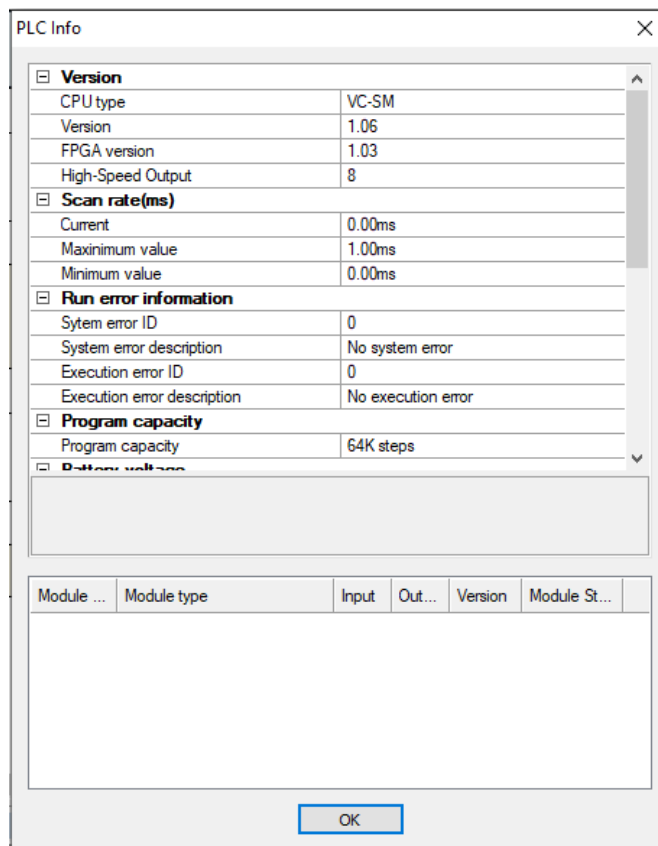 PLC Info
Version
CPU type VC-SM
Version 1.06
FPGA version 1.03
High-Speed Output 8
Scan rate(ms)
Current 0.00ms
Maxinimum value 1.00ms
Minimum value 0.00ms
Run error information
Sytem error ID 0
System error description No system error
Execution error ID 0
Execution error description No execution error
Program capacity
Program capacity 64K steps
Battery voltage
Module ... Module type Input Out... Version Module St...
OK